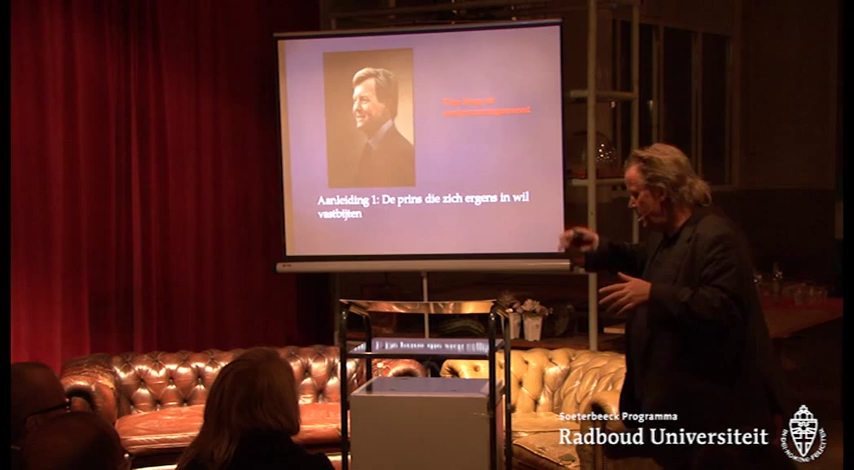 Aanleiding 1: De prins die zich ergens in wil
vastbijten
Soeterbeeck Programma
Radboud Universiteit